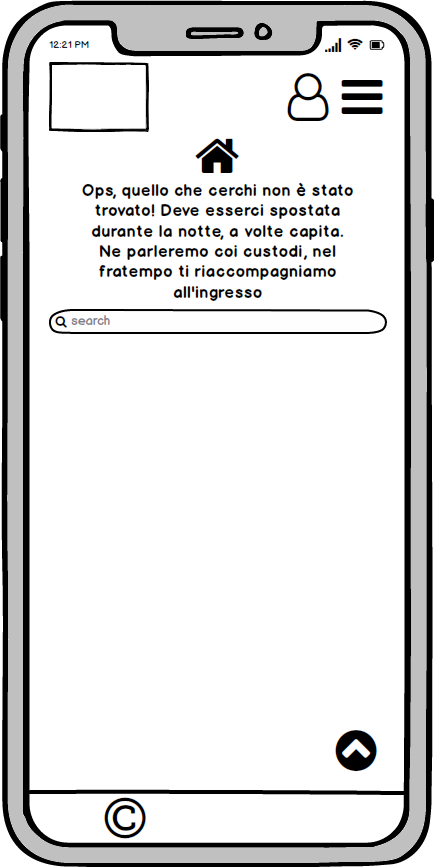 12:21 PM
Ops, quello che cerchi non è stato
trovato! Deve esserci spostata
durante la notte, a volte capita.
Ne parleremo coi custodi, nel
fratempo ti riaccompagniamo
all'ingresso
search
©